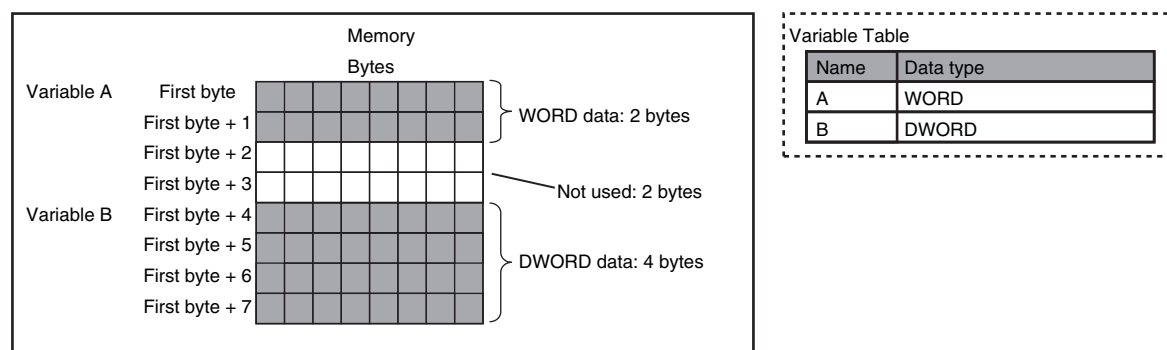 Memory
Bytes
Variable A
First byte
First byte + 1
WORD data: 2 bytes
First byte + 2
First byte + 3
Not used: 2 bytes
Variable B
First byte + 4
First byte + 5
First byte + 6
First byte + 7
DWORD data: 4 bytes
Variable Table
Name Data type
A WORD
B DWORD